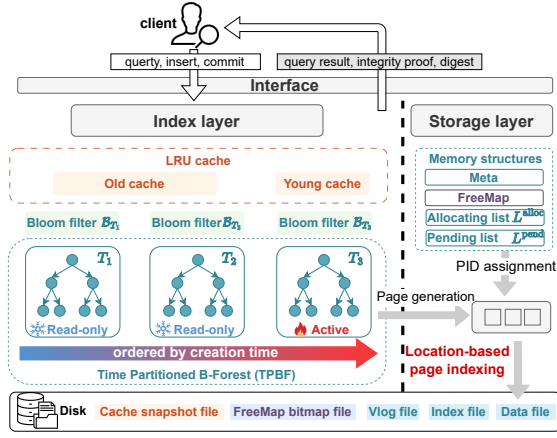 client
querty, insert, commit
query result, integrity proof, digest
Interface
Index layer
Storage layer
LRU cache
Old cache
Young cache
Memory structures
Meta
FreeMap
Allocating list L^alloc
Pending list L^pend
Bloom filter B_T1
Bloom filter B_T2
Bloom filter B_T3
T1
T2
T3
Read-only
Read-only
Active
PID assignment
Page generation
ordered by creation time
Time Partitioned B-Forest (TPBF)
Location-based
page indexing
Disk
Cache snapshot file
FreeMap bitmap file
Vlog file
Index file
Data file